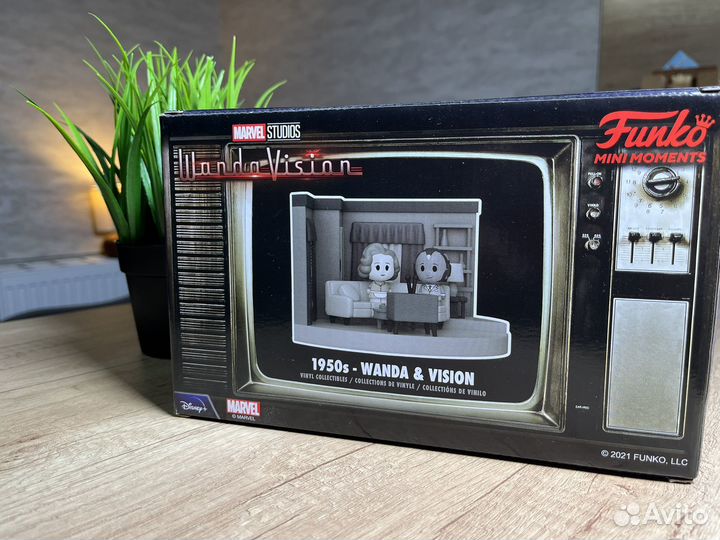 MARVEL STUDIOS
WandaVision
Funko
MINI MOMENTS
1950s - WANDA & VISION
VINYL COLLECTIBLES / COLLECTIONS DE VINYLE / COLLECTIONS DE VINILO
Disney+
MARVEL
© MARVEL
© 2021 FUNKO, LLC
Avito